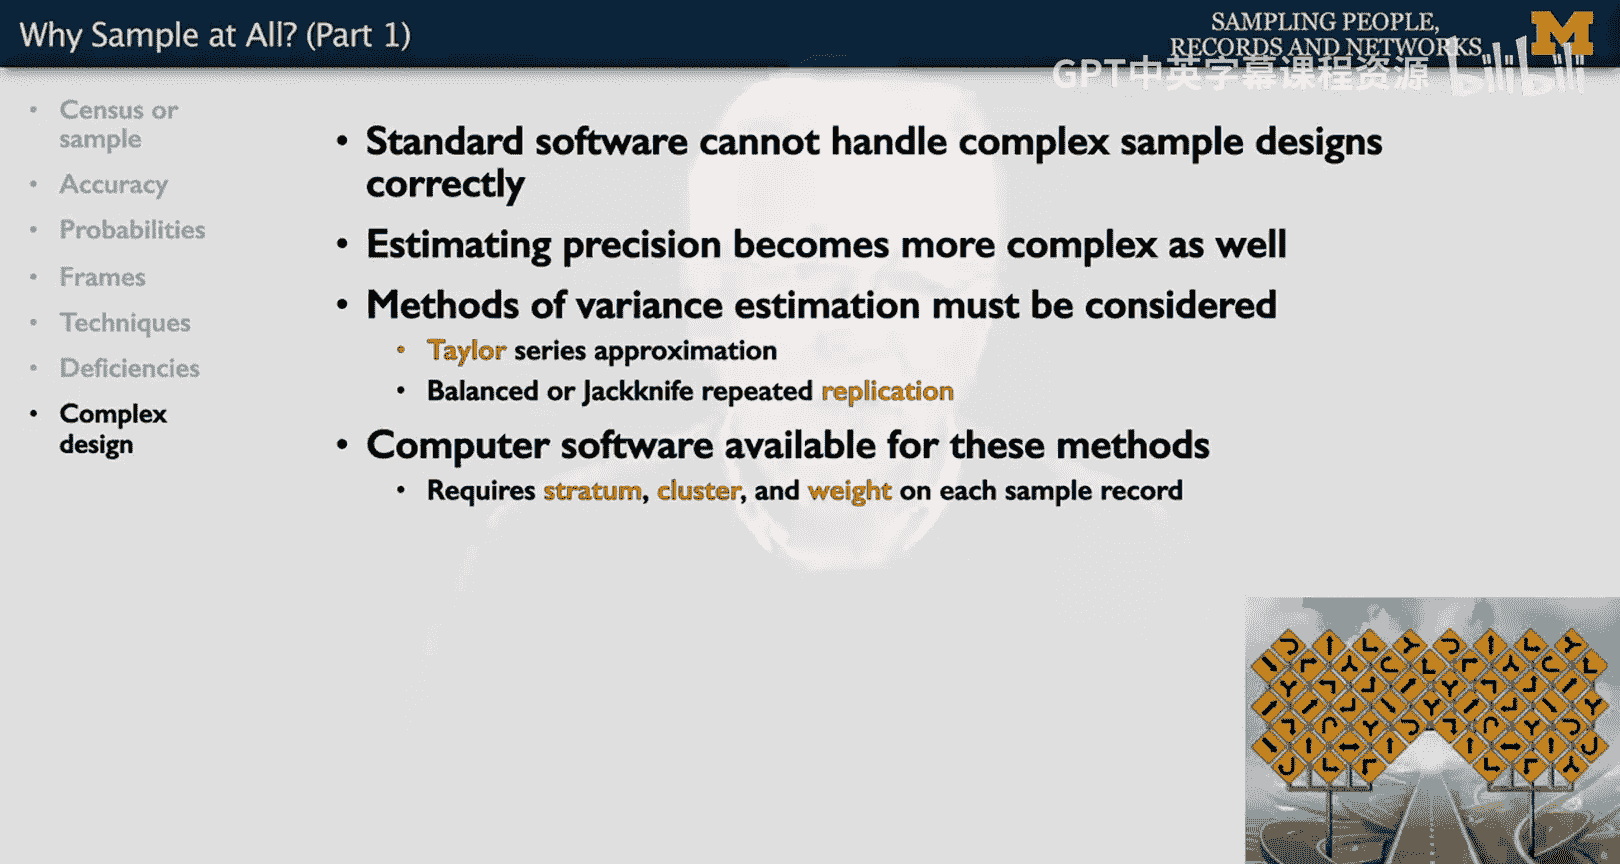 Why Sample at All? (Part 1)
SAMPLING PEOPLE,
RECORDS AND NETWORKS
M
GPT中英字幕课程资源
bilibili
• Census or
sample
• Accuracy
• Probabilities
• Frames
• Techniques
• Deficiencies
• Complex
design
• Standard software cannot handle complex sample designs
correctly
• Estimating precision becomes more complex as well
• Methods of variance estimation must be considered
• Taylor series approximation
• Balanced or Jackknife repeated replication
• Computer software available for these methods
• Requires stratum, cluster, and weight on each sample record